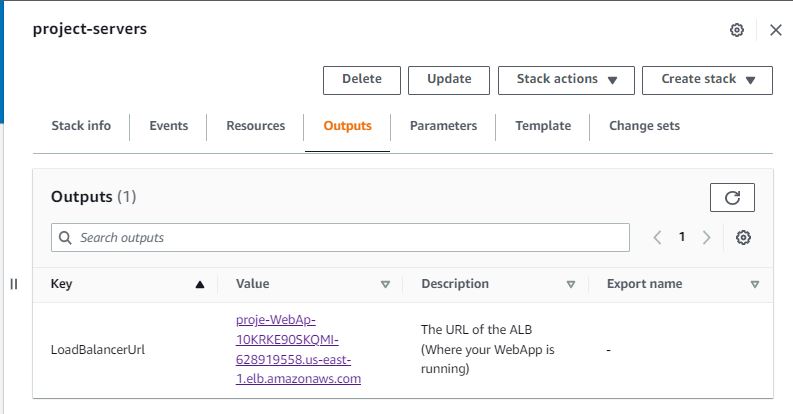 project-servers
Delete
Update
Stack actions
Create stack
Stack info
Events
Resources
Outputs
Parameters
Template
Change sets
Outputs (1)
Search outputs
1
Key
Value
Description
Export name
LoadBalancerUrl
proje-WebAp-
10KRKE90SKQMI-
628919558.us-east-
1.elb.amazonaws.com
The URL of the ALB
(Where your WebApp is
running)
-